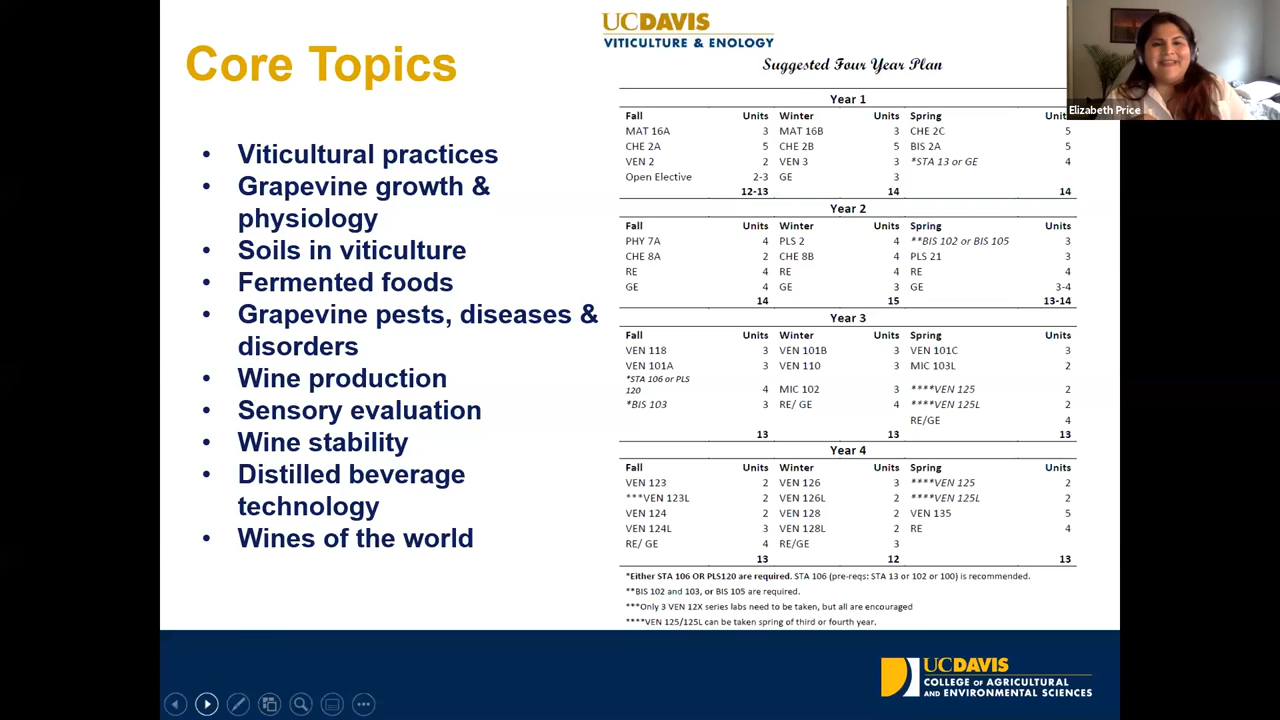 Core Topics
• Viticultural practices
• Grapevine growth &
physiology
• Soils in viticulture
• Fermented foods
• Grapevine pests, diseases &
disorders
• Wine production
• Sensory evaluation
• Wine stability
• Distilled beverage
technology
• Wines of the world
UCDAVIS
VITICULTURE & ENOLOGY
Suggested Four Year Plan
Year 1
Fall Units Winter Units Spring Units
MAT 16A 3 MAT 16B 3 CHE 2C 5
CHE 2A 5 CHE 2B 5 BIS 2A 5
VEN 2 2 VEN 3 3 *STA 13 or GE 4
Open Elective 2-3 GE 3
12-13 14 14
Year 2
Fall Units Winter Units Spring Units
PHY 7A 4 PLS 2 4 **BIS 102 or BIS 105 3
CHE 8A 2 CHE 8B 4 PLS 21 3
RE 4 RE 4 RE 4
GE 4 GE 3 GE 3-4
14 15 13-14
Year 3
Fall Units Winter Units Spring Units
VEN 118 3 VEN 101B 3 VEN 101C 3
VEN 101A 3 VEN 110 3 MIC 103L 2
*STA 106 or PLS
120 4 MIC 102 3 ****VEN 125 2
*BIS 103 3 RE/ GE 4 ****VEN 125L 2
RE/GE 4
13 13 13
Year 4
Fall Units Winter Units Spring Units
VEN 123 2 VEN 126 3 ****VEN 125 2
***VEN 123L 2 VEN 126L 2 ****VEN 125L 2
VEN 124 2 VEN 128 2 VEN 135 5
VEN 124L 3 VEN 128L 2 RE 4
RE/ GE 4 RE/GE 3
13 12 13
*Either STA 106 OR PLS120 are required. STA 106 (pre-reqs: STA 13 or 102 or 100) is recommended.
**BIS 102 and 103, or BIS 105 are required.
***Only 3 VEN 12X series labs need to be taken, but all are encouraged
****VEN 125/125L can be taken spring of third or fourth year.
Elizabeth Price
UCDAVIS
COLLEGE OF AGRICULTURAL
AND ENVIRONMENTAL SCIENCES